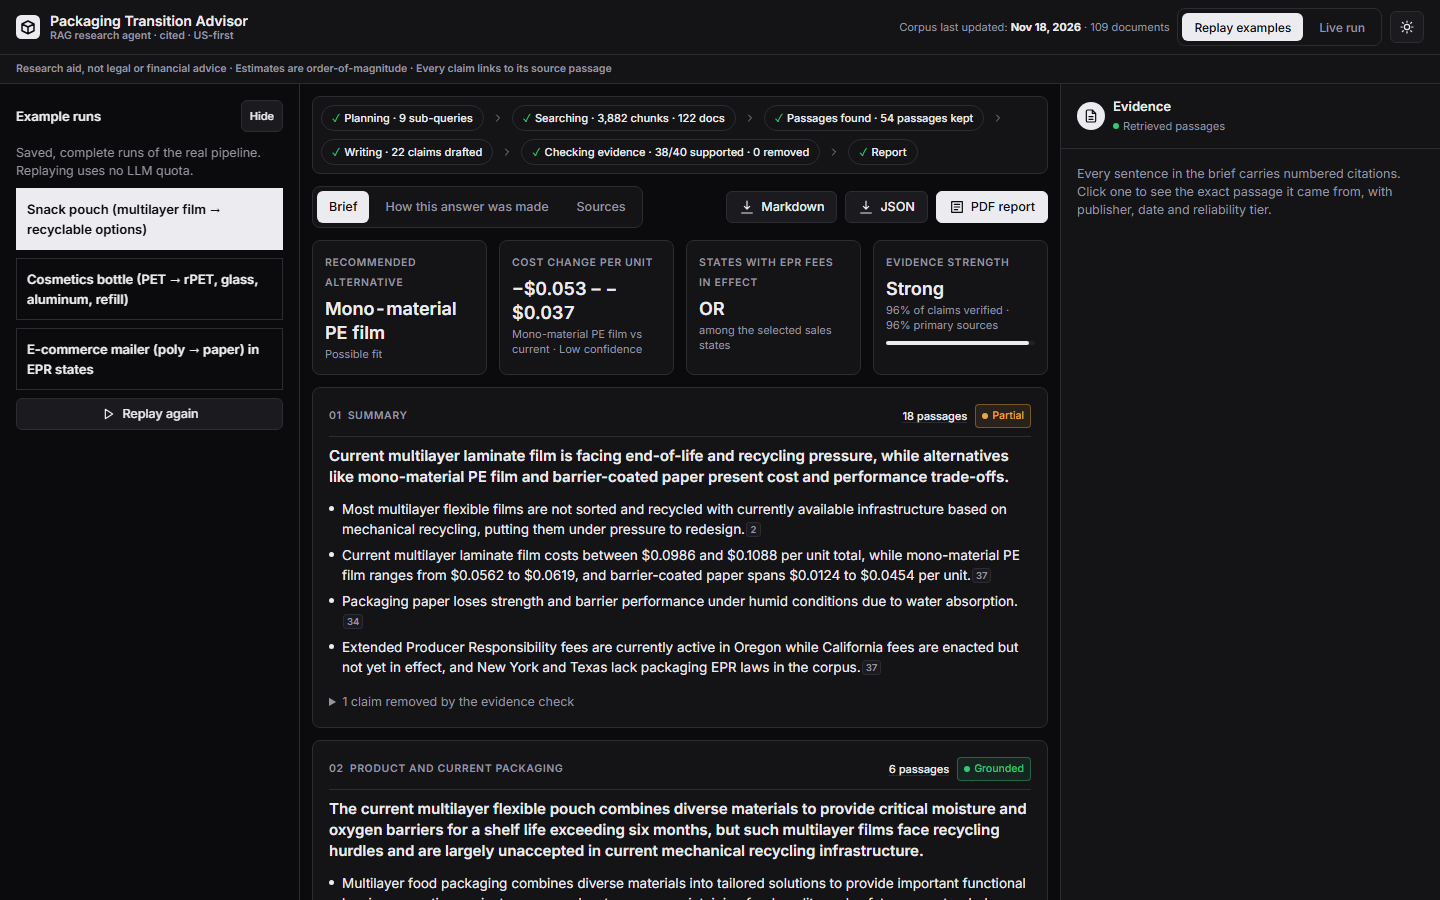 Packaging Transition Advisor
RAG research agent · cited · US-first
Corpus last updated: Nov 18, 2026 · 109 documents
Replay examples
Live run
Research aid, not legal or financial advice · Estimates are order-of-magnitude · Every claim links to its source passage
Example runs
Hide
Saved, complete runs of the real pipeline.
Replaying uses no LLM quota.
Snack pouch (multilayer film →
recyclable options)
Cosmetics bottle (PET → rPET, glass,
aluminum, refill)
E-commerce mailer (poly → paper) in
EPR states
Replay again
✓ Planning · 9 sub-queries › ✓ Searching · 3,882 chunks · 122 docs › ✓ Passages found · 54 passages kept ›
✓ Writing · 22 claims drafted › ✓ Checking evidence · 38/40 supported · 0 removed › ✓ Report
Brief
How this answer was made
Sources
Markdown
JSON
PDF report
RECOMMENDED
ALTERNATIVE
Mono-material
PE film
Possible fit
COST CHANGE PER UNIT
−$0.053 – –
$0.037
Mono-material PE film vs
current · Low confidence
STATES WITH EPR FEES
IN EFFECT
OR
among the selected sales
states
EVIDENCE STRENGTH
Strong
96% of claims verified ·
96% primary sources
01 SUMMARY
18 passages
Partial
Current multilayer laminate film is facing end-of-life and recycling pressure, while alternatives
like mono-material PE film and barrier-coated paper present cost and performance trade-offs.
• Most multilayer flexible films are not sorted and recycled with currently available infrastructure based on
mechanical recycling, putting them under pressure to redesign. 2
• Current multilayer laminate film costs between $0.0986 and $0.1088 per unit total, while mono-material PE
film ranges from $0.0562 to $0.0619, and barrier-coated paper spans $0.0124 to $0.0454 per unit. 37
• Packaging paper loses strength and barrier performance under humid conditions due to water absorption.
34
• Extended Producer Responsibility fees are currently active in Oregon while California fees are enacted but
not yet in effect, and New York and Texas lack packaging EPR laws in the corpus. 37
▶ 1 claim removed by the evidence check
02 PRODUCT AND CURRENT PACKAGING
6 passages
Grounded
The current multilayer flexible pouch combines diverse materials to provide critical moisture and
oxygen barriers for a shelf life exceeding six months, but such multilayer films face recycling
hurdles and are largely unaccepted in current mechanical recycling infrastructure.
• Multilayer food packaging combines diverse materials into tailored solutions to provide important functional
Evidence
Retrieved passages
Every sentence in the brief carries numbered citations.
Click one to see the exact passage it came from, with
publisher, date and reliability tier.